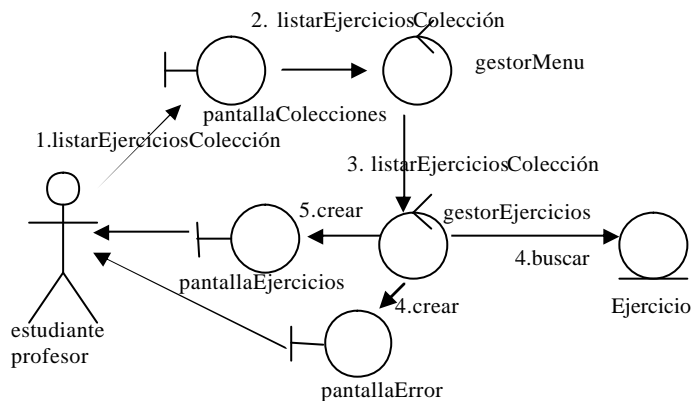 2. listarEjerciciosColección
gestorMenu
pantallaColecciones
1.listarEjerciciosColección
3. listarEjerciciosColección
5.crear
gestorEjercicios
4.buscar
pantallaEjercicios
4.crear
Ejercicio
estudiante
profesor
pantallaError